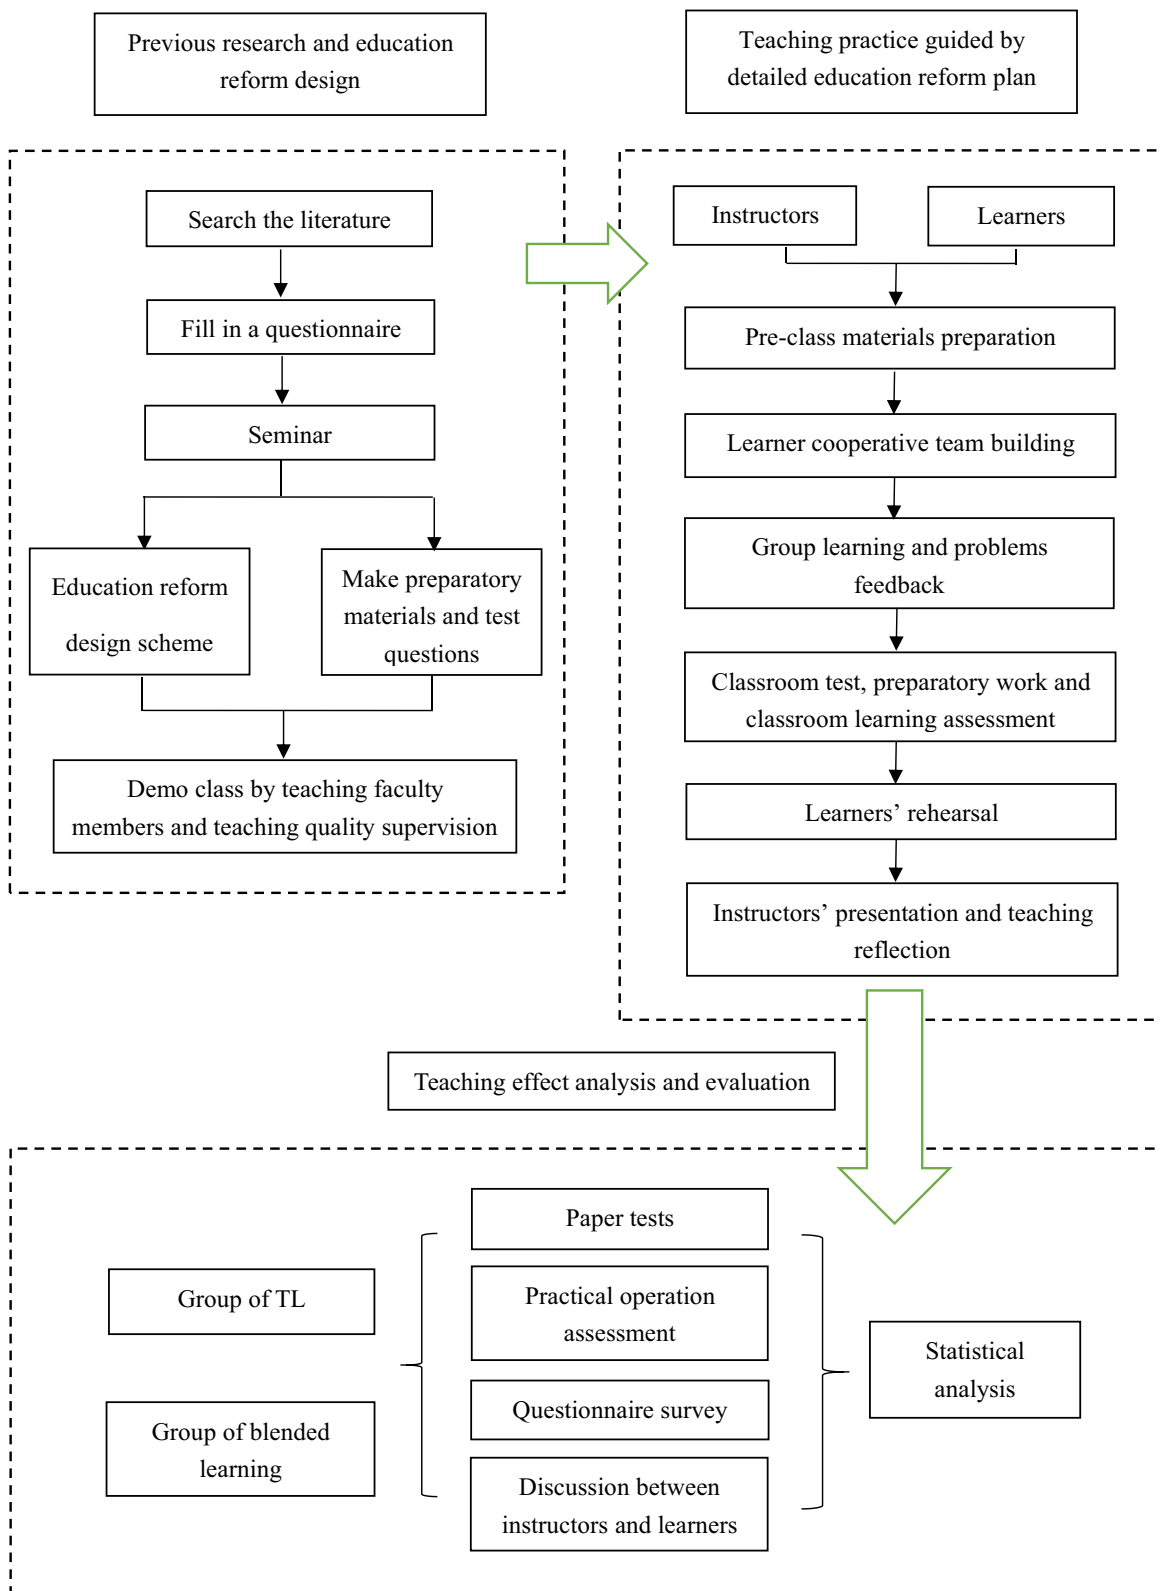 Previous research and education
reform design
Teaching practice guided by
detailed education reform plan
Search the literature
Fill in a questionnaire
Seminar
Education reform
design scheme
Make preparatory
materials and test
questions
Demo class by teaching faculty
members and teaching quality supervision
Instructors
Learners
Pre-class materials preparation
Learner cooperative team building
Group learning and problems
feedback
Classroom test, preparatory work and
classroom learning assessment
Learners’ rehearsal
Instructors’ presentation and teaching
reflection
Teaching effect analysis and evaluation
Group of TL
Group of blended
learning
Paper tests
Practical operation
assessment
Questionnaire survey
Discussion between
instructors and learners
Statistical
analysis